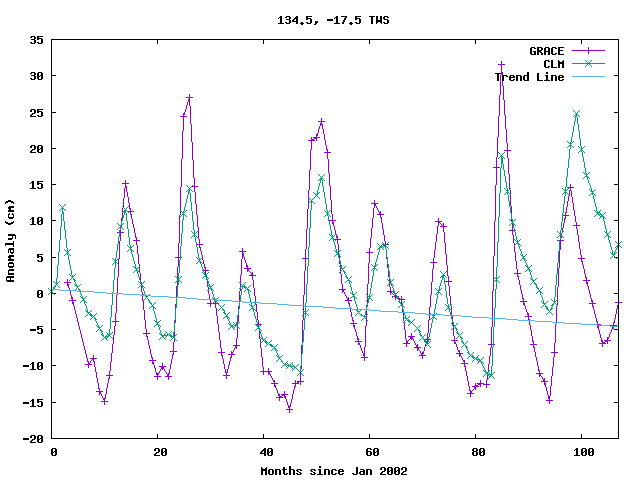 134.5, -17.5 TWS
GRACE
CLM
Trend Line
35
30
25
20
15
10
5
0
-5
-10
-15
-20
Anomaly (cm)
0 20 40 60 80 100
Months since Jan 2002